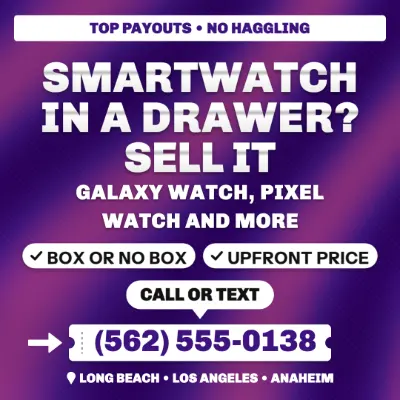 TOP PAYOUTS • NO HAGGLING
SMARTWATCH
IN A DRAWER?
SELL IT
GALAXY WATCH, PIXEL
WATCH AND MORE
✓ BOX OR NO BOX ✓ UPFRONT PRICE
CALL OR TEXT
(562) 555-0138
LONG BEACH • LOS ANGELES • ANAHEIM